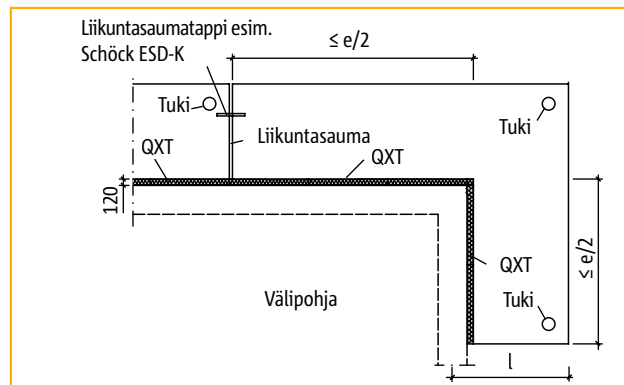 Liikuntasaumatappi esim.
Schöck ESD-K
≤ e/2
Tuki
Tuki
Liikuntasauma
QXT
QXT
120
≤ e/2
QXT
Välipohja
Tuki
l